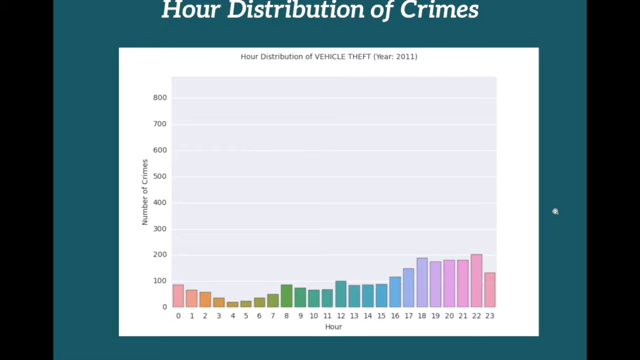 Hour Distribution of Crimes
Hour Distribution of VEHICLE THEFT (Year: 2011)
800
700
600
500
400
300
200
100
0
Number of Crimes
0 1 2 3 4 5 6 7 8 9 10 11 12 13 14 15 16 17 18 19 20 21 22 23
Hour